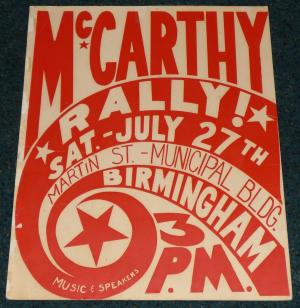 McCARTHY
RALLY!
SAT.-JULY 27TH
MARTIN ST.-MUNICIPAL BLDG.
BIRMINGHAM
3
P.M.
MUSIC & SPEAKERS